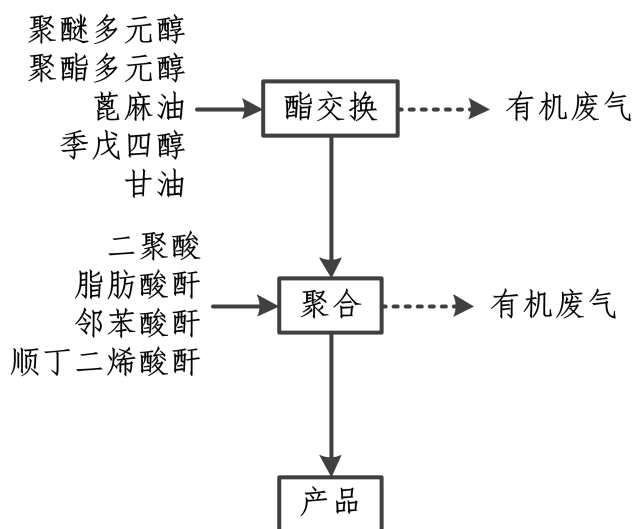 聚醚多元醇
聚酯多元醇
蓖麻油
季戊四醇
甘油
酯交换
有机废气
二聚酸
脂肪酸酐
邻苯酸酐
顺丁二烯酸酐
聚合
有机废气
产品